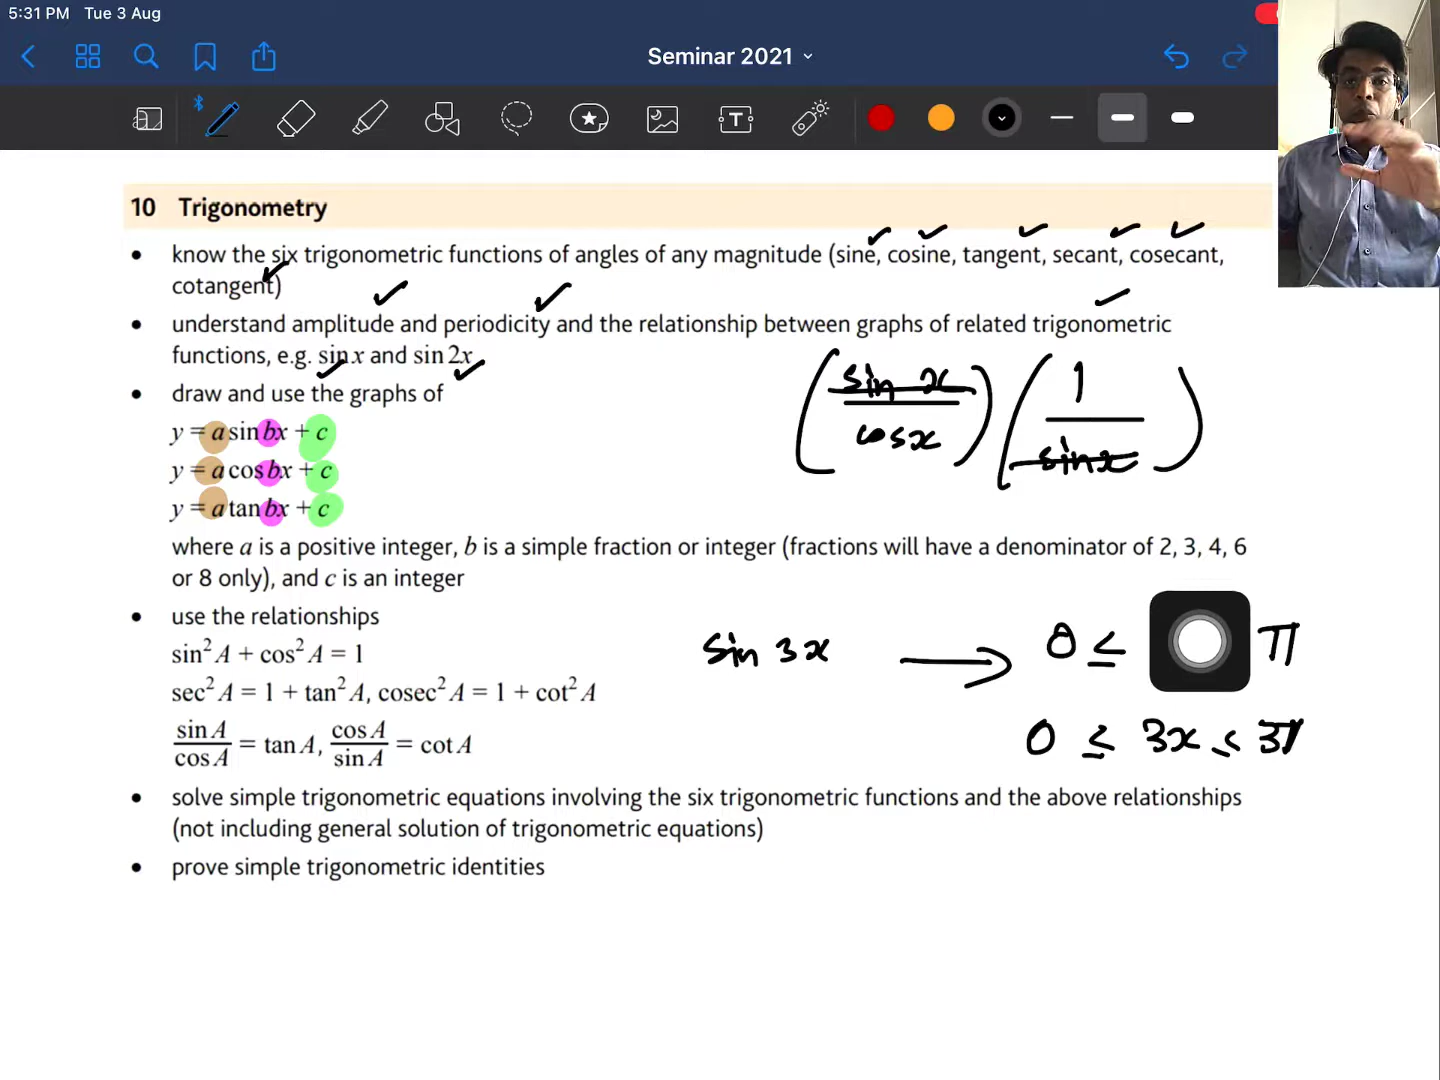 5:31 PM Tue 3 Aug
Seminar 2021
10 Trigonometry
• know the six trigonometric functions of angles of any magnitude (sine, cosine, tangent, secant, cosecant,
cotangent)
• understand amplitude and periodicity and the relationship between graphs of related trigonometric
functions, e.g. sin x and sin 2x
• draw and use the graphs of
y = a sin bx + c
y = a cos bx + c
y = a tan bx + c
(sin x / cos x) (1 / sin x)
where a is a positive integer, b is a simple fraction or integer (fractions will have a denominator of 2, 3, 4, 6
or 8 only), and c is an integer
• use the relationships
sin² A + cos² A = 1
sec² A = 1 + tan² A, cosec² A = 1 + cot² A
sin A / cos A = tan A, cos A / sin A = cot A
sin 3x → 0 ≤ π
0 ≤ 3x ≤ 3π
• solve simple trigonometric equations involving the six trigonometric functions and the above relationships
(not including general solution of trigonometric equations)
• prove simple trigonometric identities